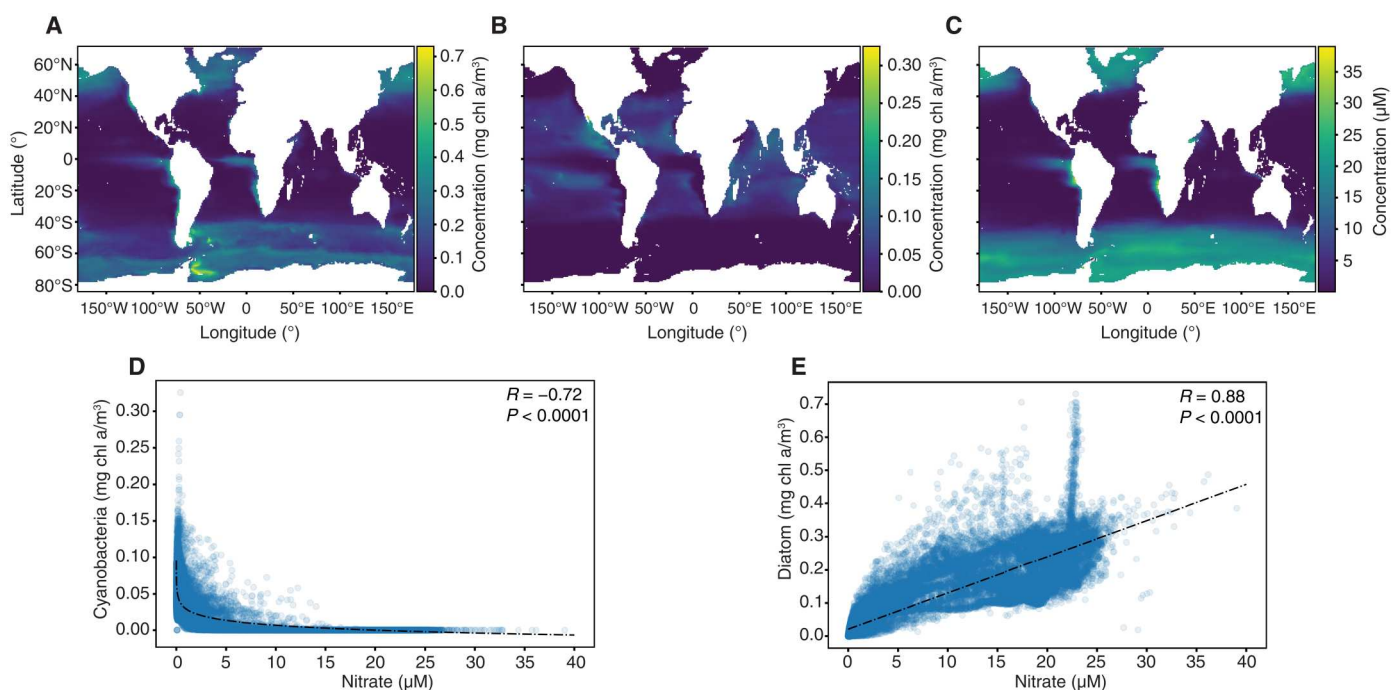 A
B
C
60°N
40°N
20°N
0
20°S
40°S
60°S
80°S
Latitude (°)
150°W 100°W 50°W 0 50°E 100°E 150°E
Longitude (°)
0.7
0.6
0.5
0.4
0.3
0.2
0.1
0.0
Concentration (mg chl a/m³)
150°W 100°W 50°W 0 50°E 100°E 150°E
Longitude (°)
0.30
0.25
0.20
0.15
0.10
0.05
0.00
Concentration (mg chl a/m³)
150°W 100°W 50°W 0 50°E 100°E 150°E
Longitude (°)
35
30
25
20
15
10
5
Concentration (μM)
D
R = −0.72
P < 0.0001
0.30
0.25
0.20
0.15
0.10
0.05
0.00
Cyanobacteria (mg chl a/m³)
0 5 10 15 20 25 30 35 40
Nitrate (μM)
E
R = 0.88
P < 0.0001
0.7
0.6
0.5
0.4
0.3
0.2
0.1
0.0
Diatom (mg chl a/m³)
0 5 10 15 20 25 30 35 40
Nitrate (μM)